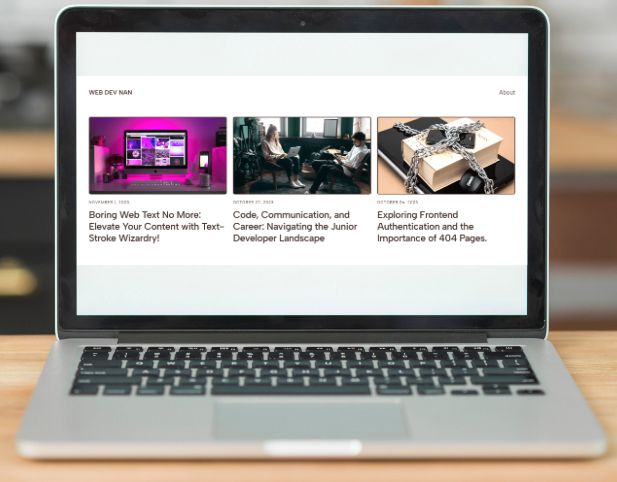 WEB DEV NAN
About
NOVEMBER 1, 2023
OCTOBER 27, 2023
OCTOBER 24, 2023
Boring Web Text No More:
Elevate Your Content with Text-
Stroke Wizardry!
Code, Communication, and
Career: Navigating the Junior
Developer Landscape
Exploring Frontend
Authentication and the
Importance of 404 Pages.